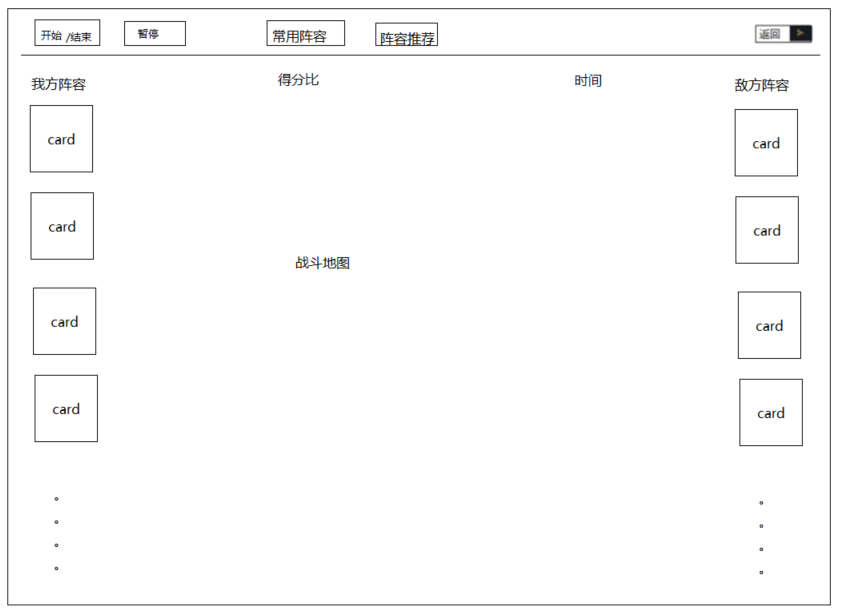 开始 /结束
暂停
常用阵容
阵容推荐
返回
我方阵容
得分比
时间
敌方阵容
card
card
card
card
战斗地图
card
card
card
card
。
。
。
。
。
。
。
。